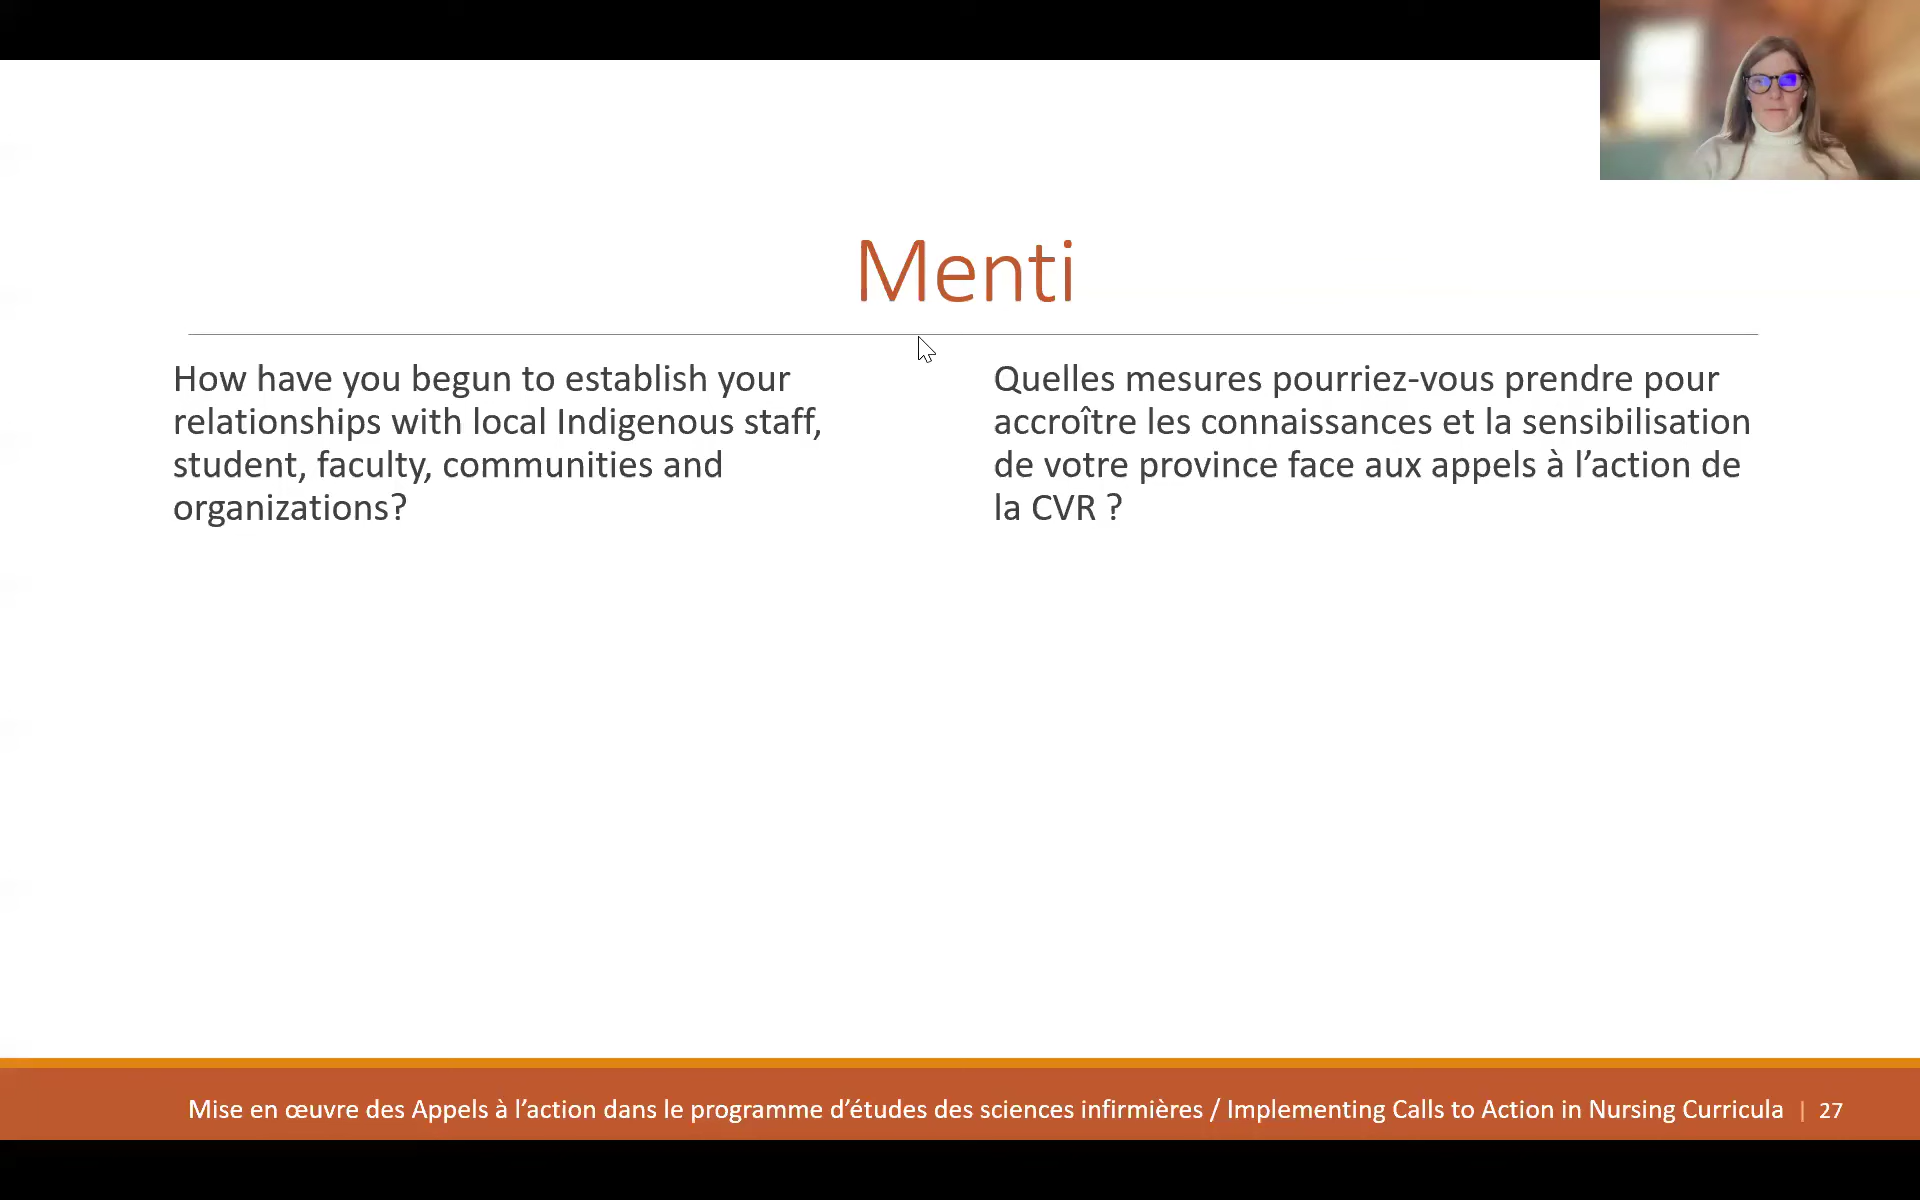 Menti
How have you begun to establish your
relationships with local Indigenous staff,
student, faculty, communities and
organizations?
Quelles mesures pourriez-vous prendre pour
accroître les connaissances et la sensibilisation
de votre province face aux appels à l’action de
la CVR ?
Mise en œuvre des Appels à l’action dans le programme d’études des sciences infirmières / Implementing Calls to Action in Nursing Curricula | 27